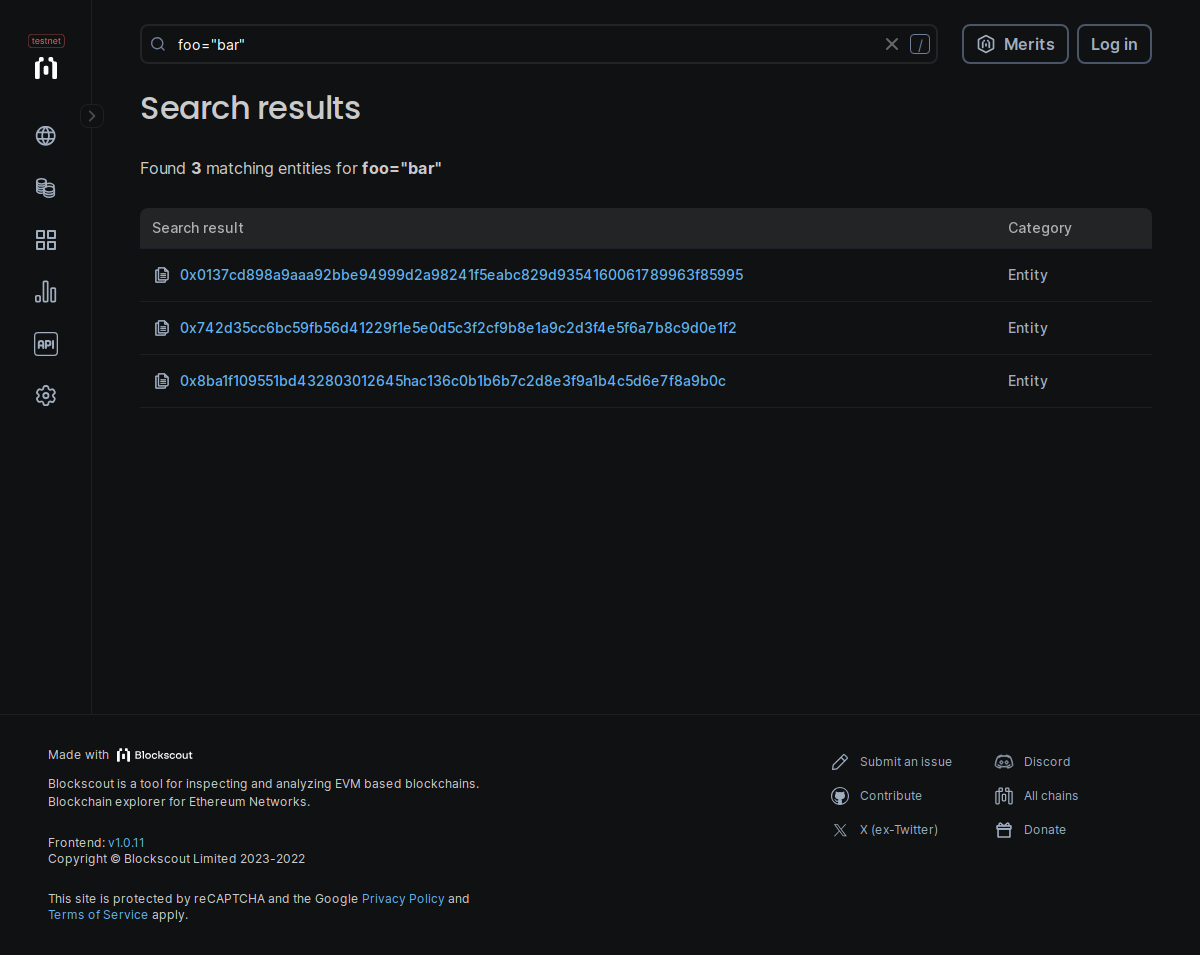 testnet
foo="bar"
/
Merits
Log in
Search results
Found 3 matching entities for foo="bar"
Search result
Category
0x0137cd898a9aaa92bbe94999d2a98241f5eabc829d9354160061789963f85995
Entity
0x742d35cc6bc59fb56d41229f1e5e0d5c3f2cf9b8e1a9c2d3f4e5f6a7b8c9d0e1f2
Entity
0x8ba1f109551bd432803012645hac136c0b1b6b7c2d8e3f9a1b4c5d6e7f8a9b0c
Entity
API
Made with Blockscout
Blockscout is a tool for inspecting and analyzing EVM based blockchains.
Blockchain explorer for Ethereum Networks.
Frontend: v1.0.11
Copyright © Blockscout Limited 2023-2022
This site is protected by reCAPTCHA and the Google Privacy Policy and
Terms of Service apply.
Submit an issue
Discord
Contribute
All chains
X (ex-Twitter)
Donate